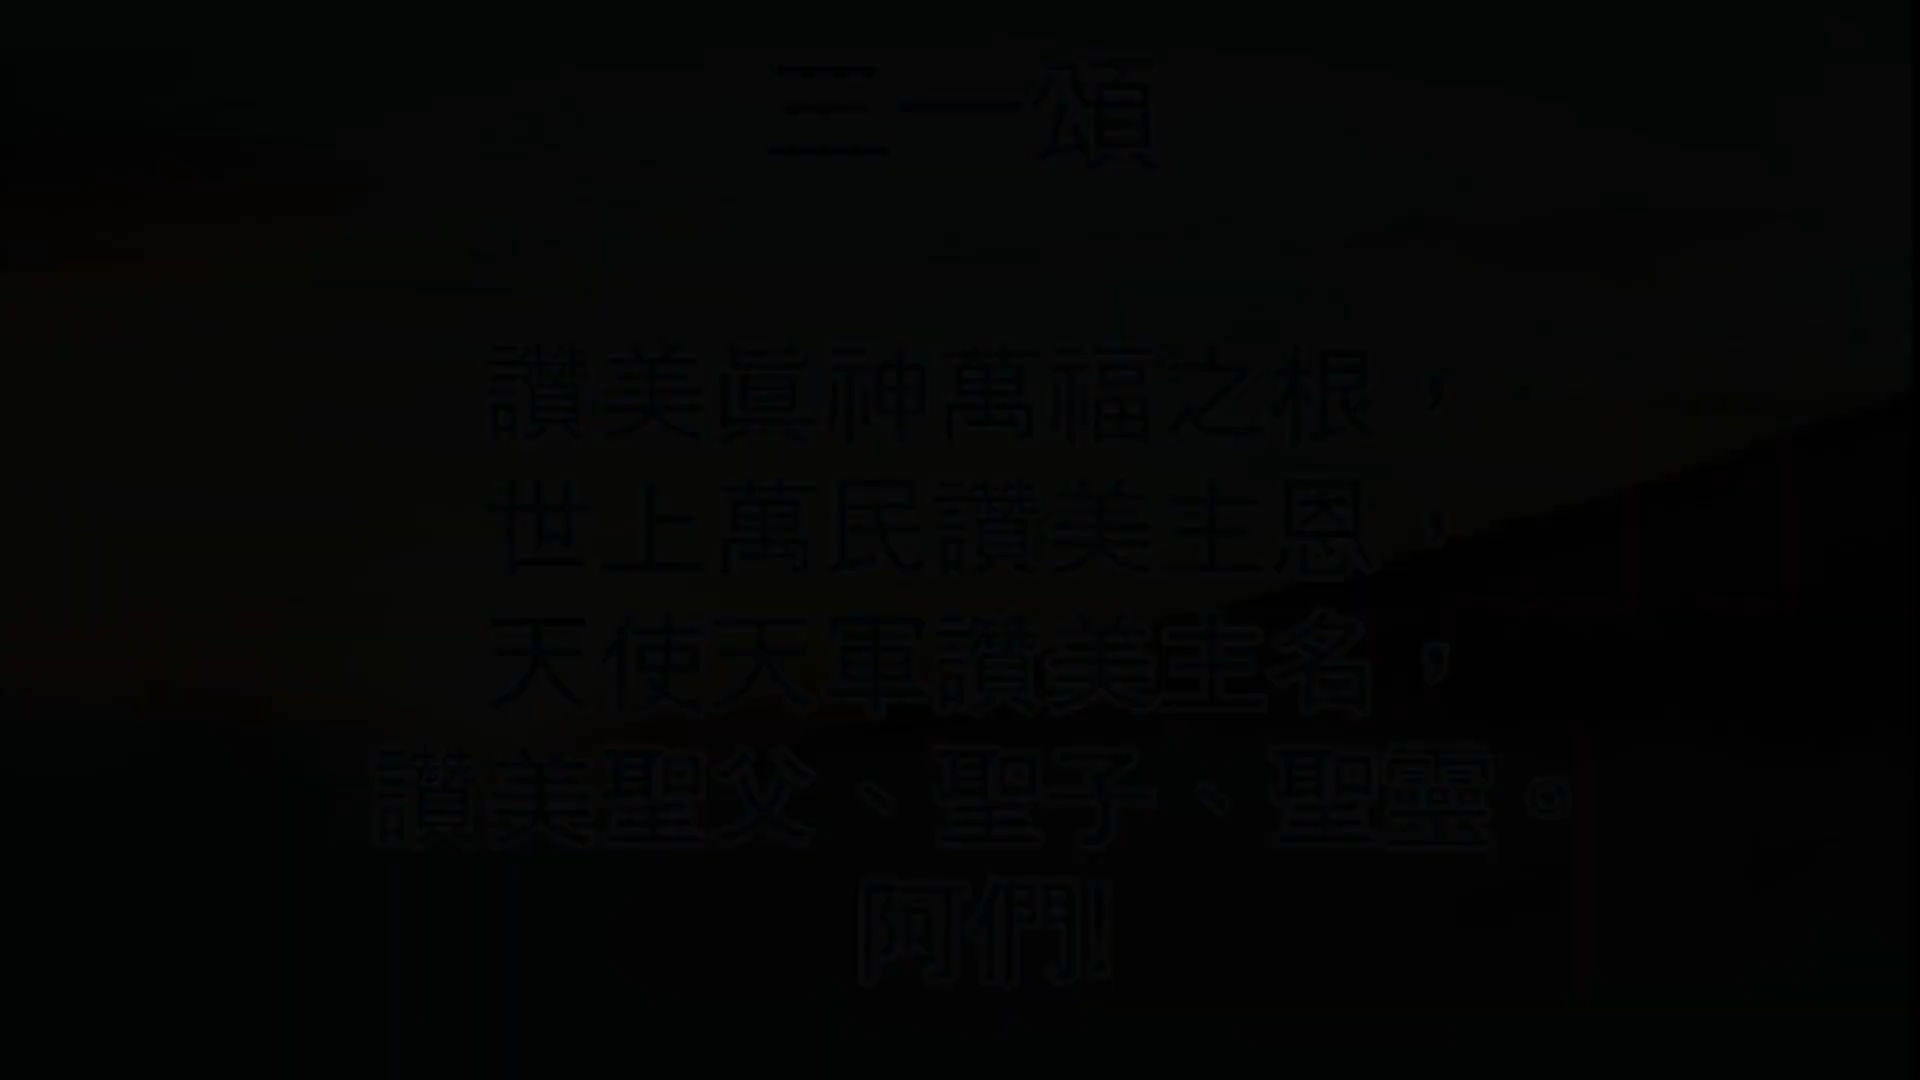 三一頌
讚美眞神萬福之根，
世上萬民讚美主恩，
天使天軍讚美主名，
讚美聖父、聖子、聖靈。
阿們!